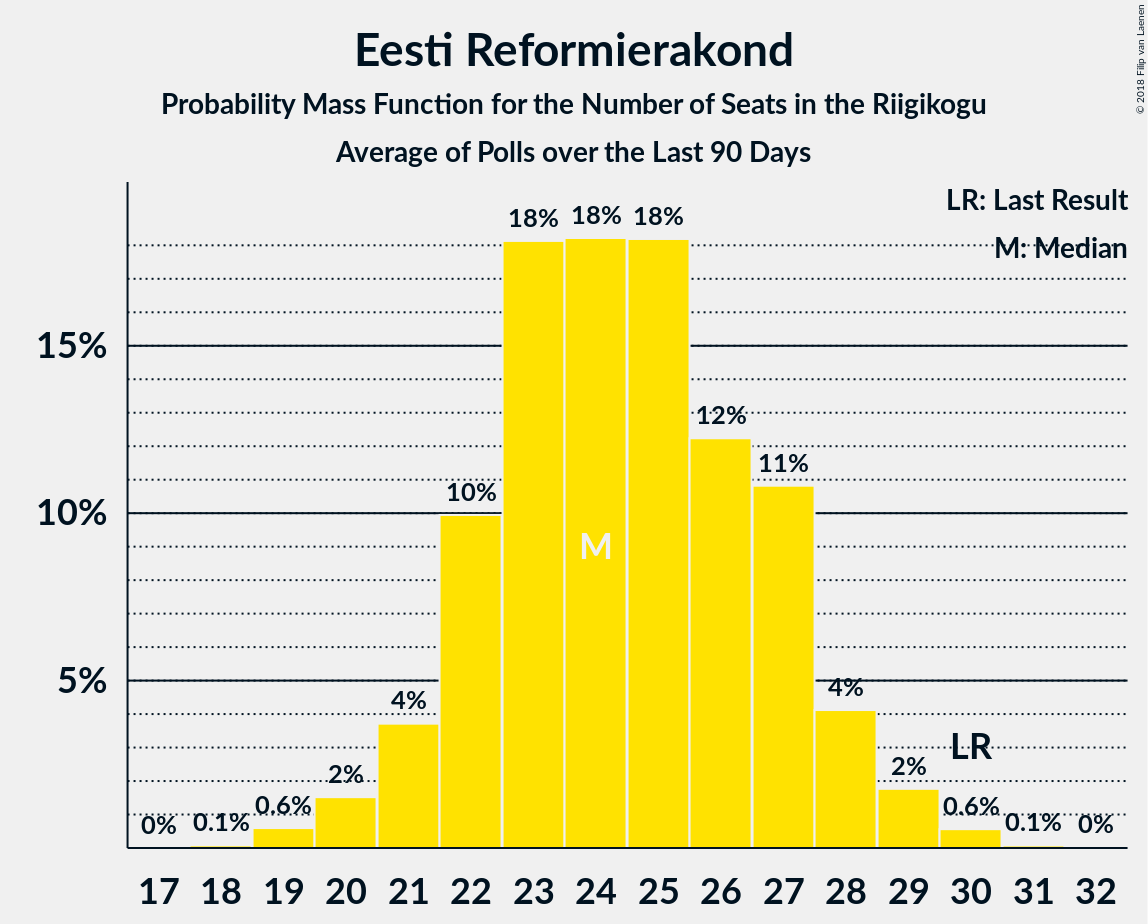 Eesti Reformierakond
Probability Mass Function for the Number of Seats in the Riigikogu
Average of Polls over the Last 90 Days
© 2018 Filip van Laenen
LR: Last Result
M: Median
18% 18% 18%
15%
12%
11%
10%
10%
M
5%
4%
4%
LR
2%
2%
0% 0.1% 0.6% 0.6% 0.1% 0%
17 18 19 20 21 22 23 24 25 26 27 28 29 30 31 32